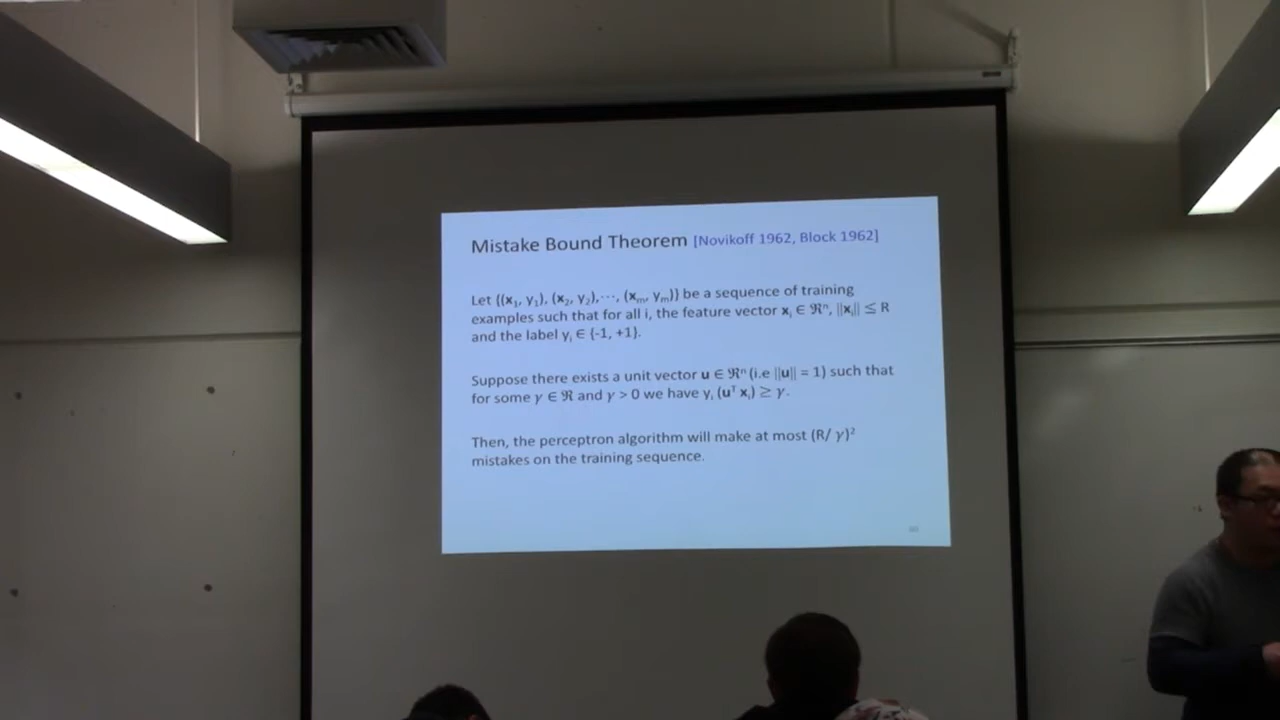 Mistake Bound Theorem [Novikoff 1962, Block 1962]
Let {(x₁, y₁), (x₂, y₂),⋯, (xₘ, yₘ)} be a sequence of training
examples such that for all i, the feature vector xᵢ ∈ ℜⁿ, ||xᵢ|| ≤ R
and the label yᵢ ∈ {-1, +1}.
Suppose there exists a unit vector u ∈ ℜⁿ (i.e ||u|| = 1) such that
for some γ ∈ ℜ and γ > 0 we have yᵢ (uᵀ xᵢ) ≥ γ.
Then, the perceptron algorithm will make at most (R/ γ)²
mistakes on the training sequence.